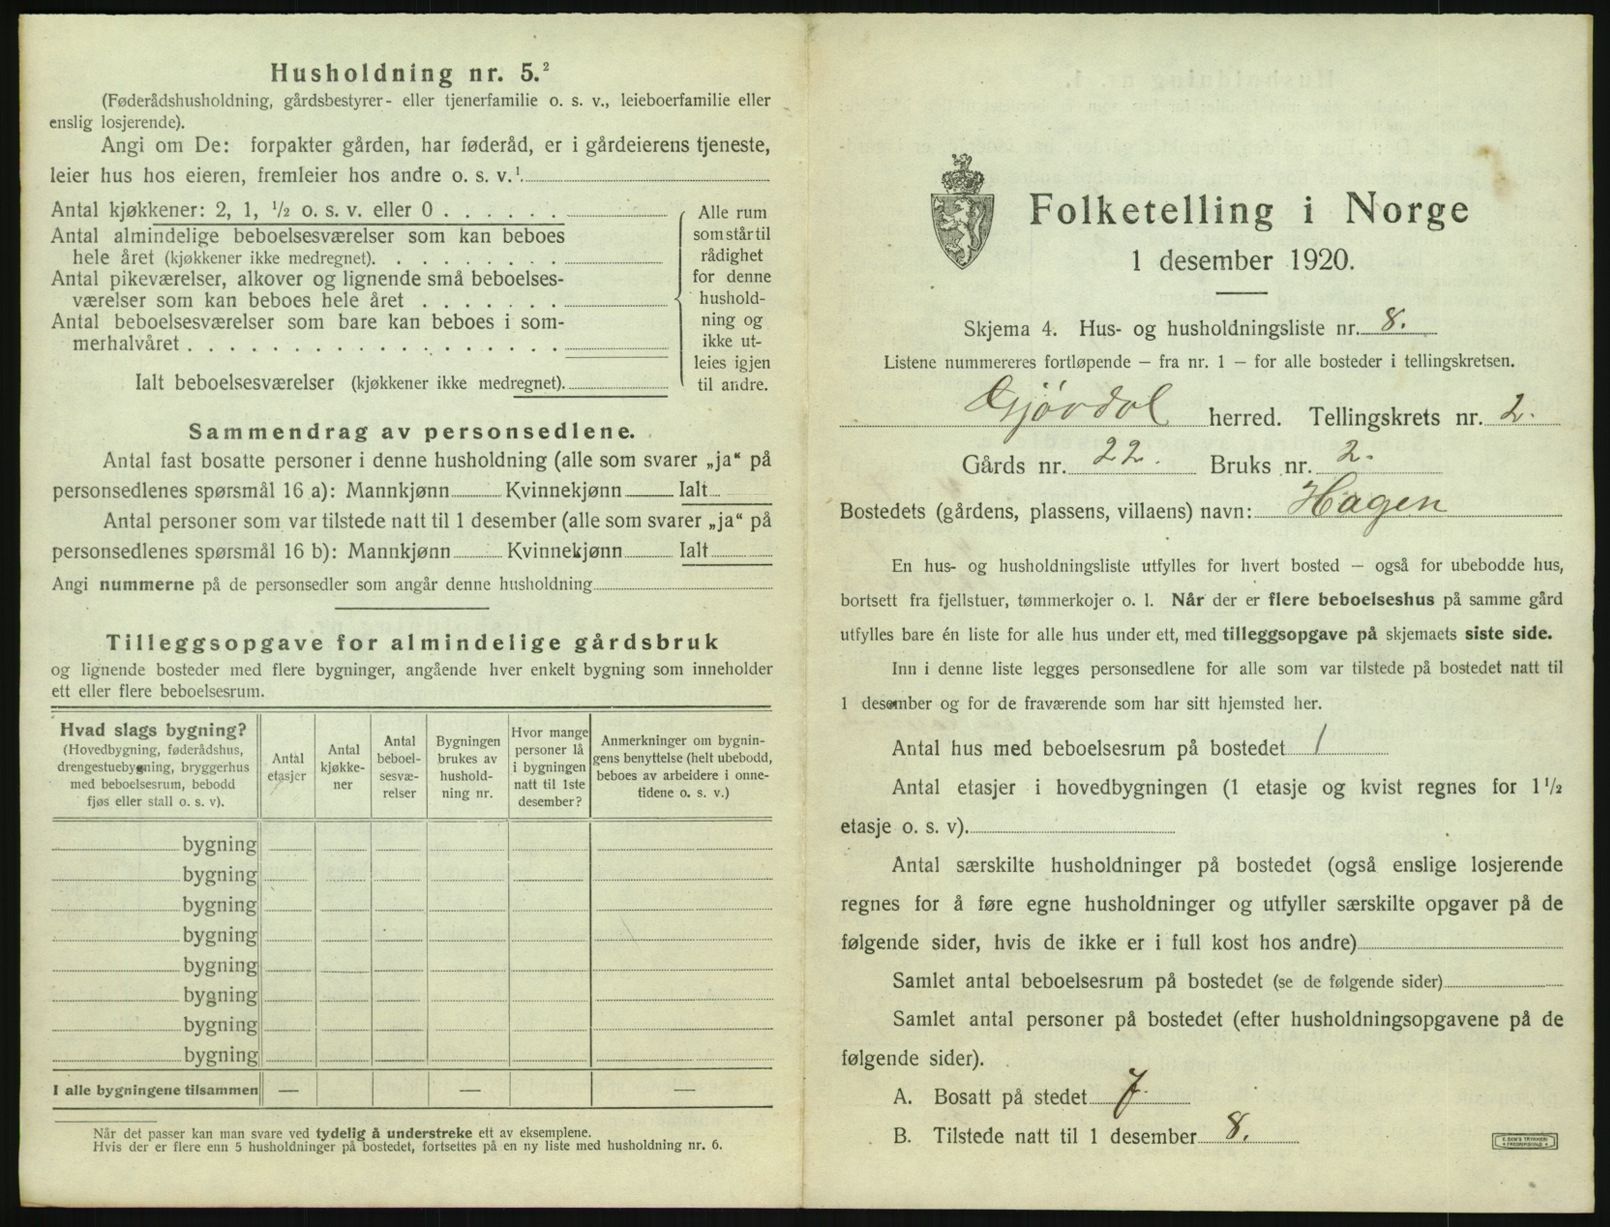 Husholdning nr. 5.²
(Føderådshusholdning, gårdsbestyrer- eller tjenerfamilie o. s. v., leieboerfamilie eller
enslig losjerende).
Angi om De: forpakter gården, har føderåd, er i gårdeierens tjeneste,
leier hus hos eieren, fremleier hos andre o. s. v.¹
Antal kjøkkener: 2, 1, ½ o. s. v. eller 0
Antal almindelige beboelsesværelser som kan beboes
hele året (kjøkkener ikke medregnet).
Antal pikeværelser, alkover og lignende små beboelses-
værelser som kan beboes hele året
Antal beboelsesværelser som bare kan beboes i som-
merhalvåret
Ialt beboelsesværelser (kjøkkener ikke medregnet).
Alle rum
som står til
rådighet
for denne
hushold-
ning og
ikke ut-
leies igjen
til andre.
Sammendrag av personsedlene.
Antal fast bosatte personer i denne husholdning (alle som svarer „ja“ på
personsedlenes spørsmål 16 a): Mannkjønn Kvinnekjønn Ialt
Antal personer som var tilstede natt til 1 desember (alle som svarer „ja“ på
personsedlenes spørsmål 16 b): Mannkjønn Kvinnekjønn Ialt
Angi nummerne på de personsedler som angår denne husholdning
Tilleggsopgave for almindelige gårdsbruk
og lignende bosteder med flere bygninger, angående hver enkelt bygning som inneholder
ett eller flere beboelsesrum.
Hvad slags bygning?
(Hovedbygning, føderådshus,
drengestuebygning, bryggerhus
med beboelsesrum, bebodd
fjøs eller stall o. s. v).
Antal
etasjer
Antal
kjøkke-
ner
Antal
beboel-
sesvæ-
relser
Bygningen
brukes av
hushold-
ning nr.
Hvor mange
personer lå
i bygningen
natt til 1ste
desember?
Anmerkninger om bygnin-
gens benyttelse (helt ubebodd,
beboes av arbeidere i onne-
tidene o. s. v.)
bygning
bygning
bygning
bygning
bygning
bygning
bygning
bygning
I alle bygningene tilsammen — — —
Når det passer kan man svare ved tydelig å understreke ett av eksemplene.
Hvis der er flere enn 5 husholdninger på bostedet, fortsettes på en ny liste med husholdning nr. 6.
Folketelling i Norge
1 desember 1920.
Skjema 4. Hus- og husholdningsliste nr. 8.
Listene nummereres fortløpende — fra nr. 1 — for alle bosteder i tellingskretsen.
Gjövdal herred. Tellingskrets nr. 2.
Gårds nr. 22. Bruks nr. 2.
Bostedets (gårdens, plassens, villaens) navn: Hagen
En hus- og husholdningsliste utfylles for hvert bosted — også for ubebodde hus,
bortsett fra fjellstuer, tømmerkojer o. l. Når der er flere beboelseshus på samme gård
utfylles bare én liste for alle hus under ett, med tilleggsopgave på skjemaets siste side.
Inn i denne liste legges personsedlene for alle som var tilstede på bostedet natt til
1 desember og for de fraværende som har sitt hjemsted her.
Antal hus med beboelsesrum på bostedet 1
Antal etasjer i hovedbygningen (1 etasje og kvist regnes for 1½
etasje o. s. v).
Antal særskilte husholdninger på bostedet (også enslige losjerende
regnes for å føre egne husholdninger og utfyller særskilte opgaver på de
følgende sider, hvis de ikke er i full kost hos andre)
Samlet antal beboelsesrum på bostedet (se de følgende sider)
Samlet antal personer på bostedet (efter husholdningsopgavene på de
følgende sider).
A. Bosatt på stedet 7.
B. Tilstede natt til 1 desember 8.